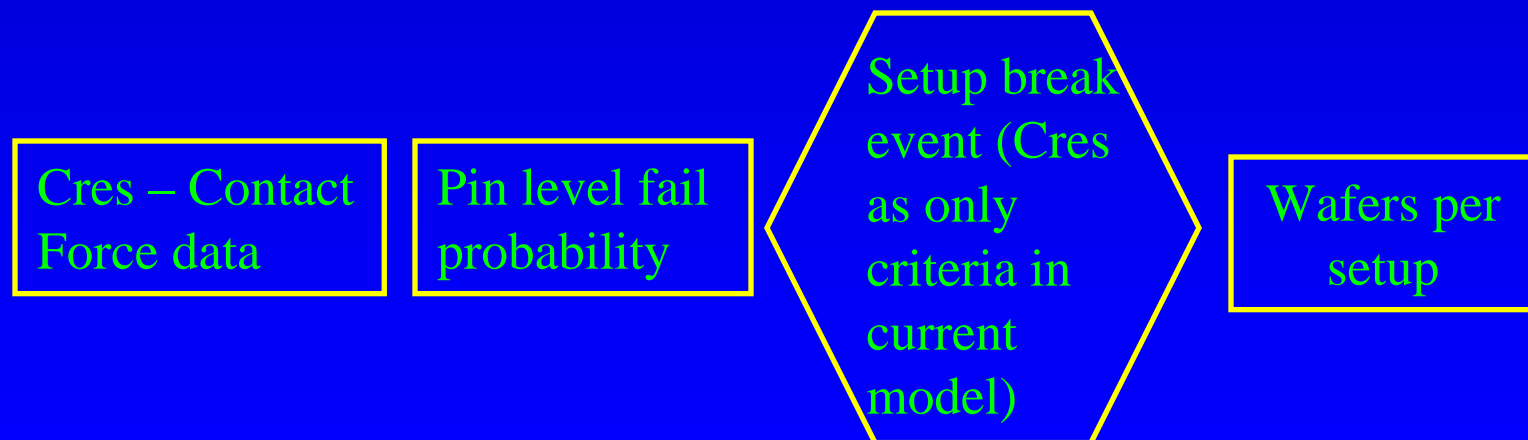 Cres – Contact
Force data
Pin level fail
probability
Setup break
event (Cres
as only
criteria in
current
model)
Wafers per
setup